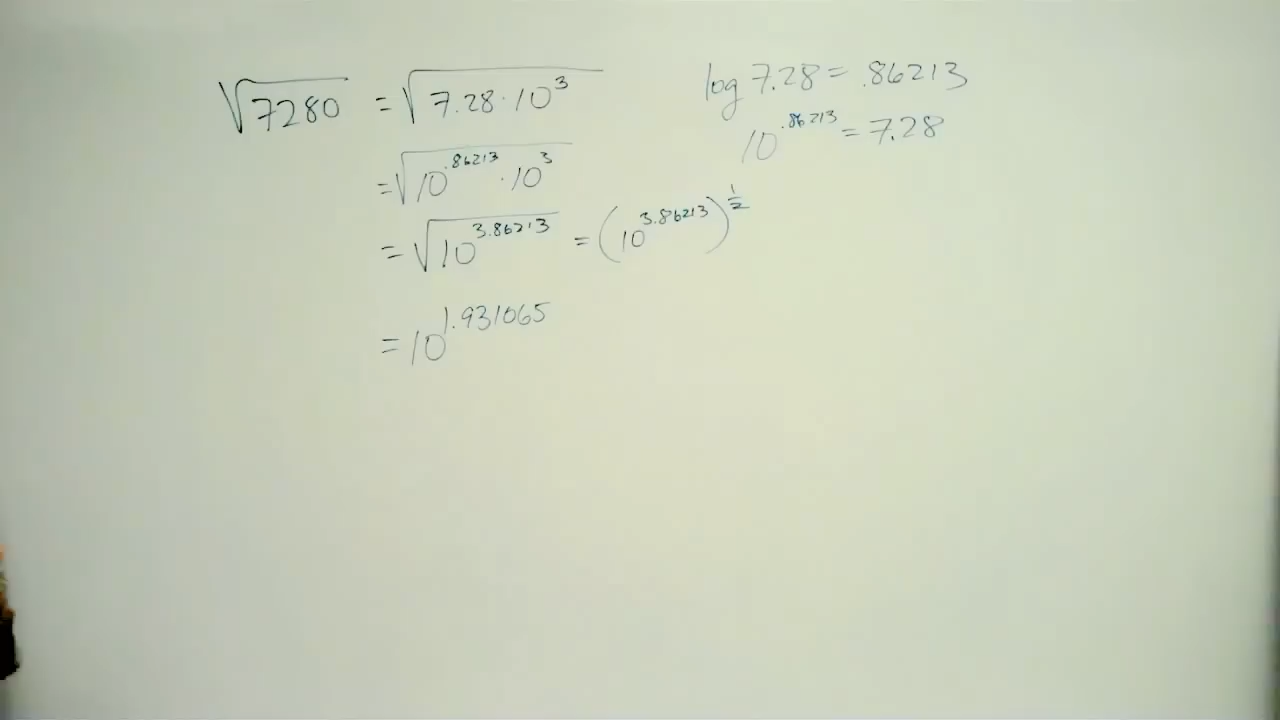 √7280 = √7.28·10³
= √10^.86213 · 10³
= √10^3.86213 = (10^3.86213)^½
= 10^1.931065
log 7.28 = .86213
10^.86213 = 7.28